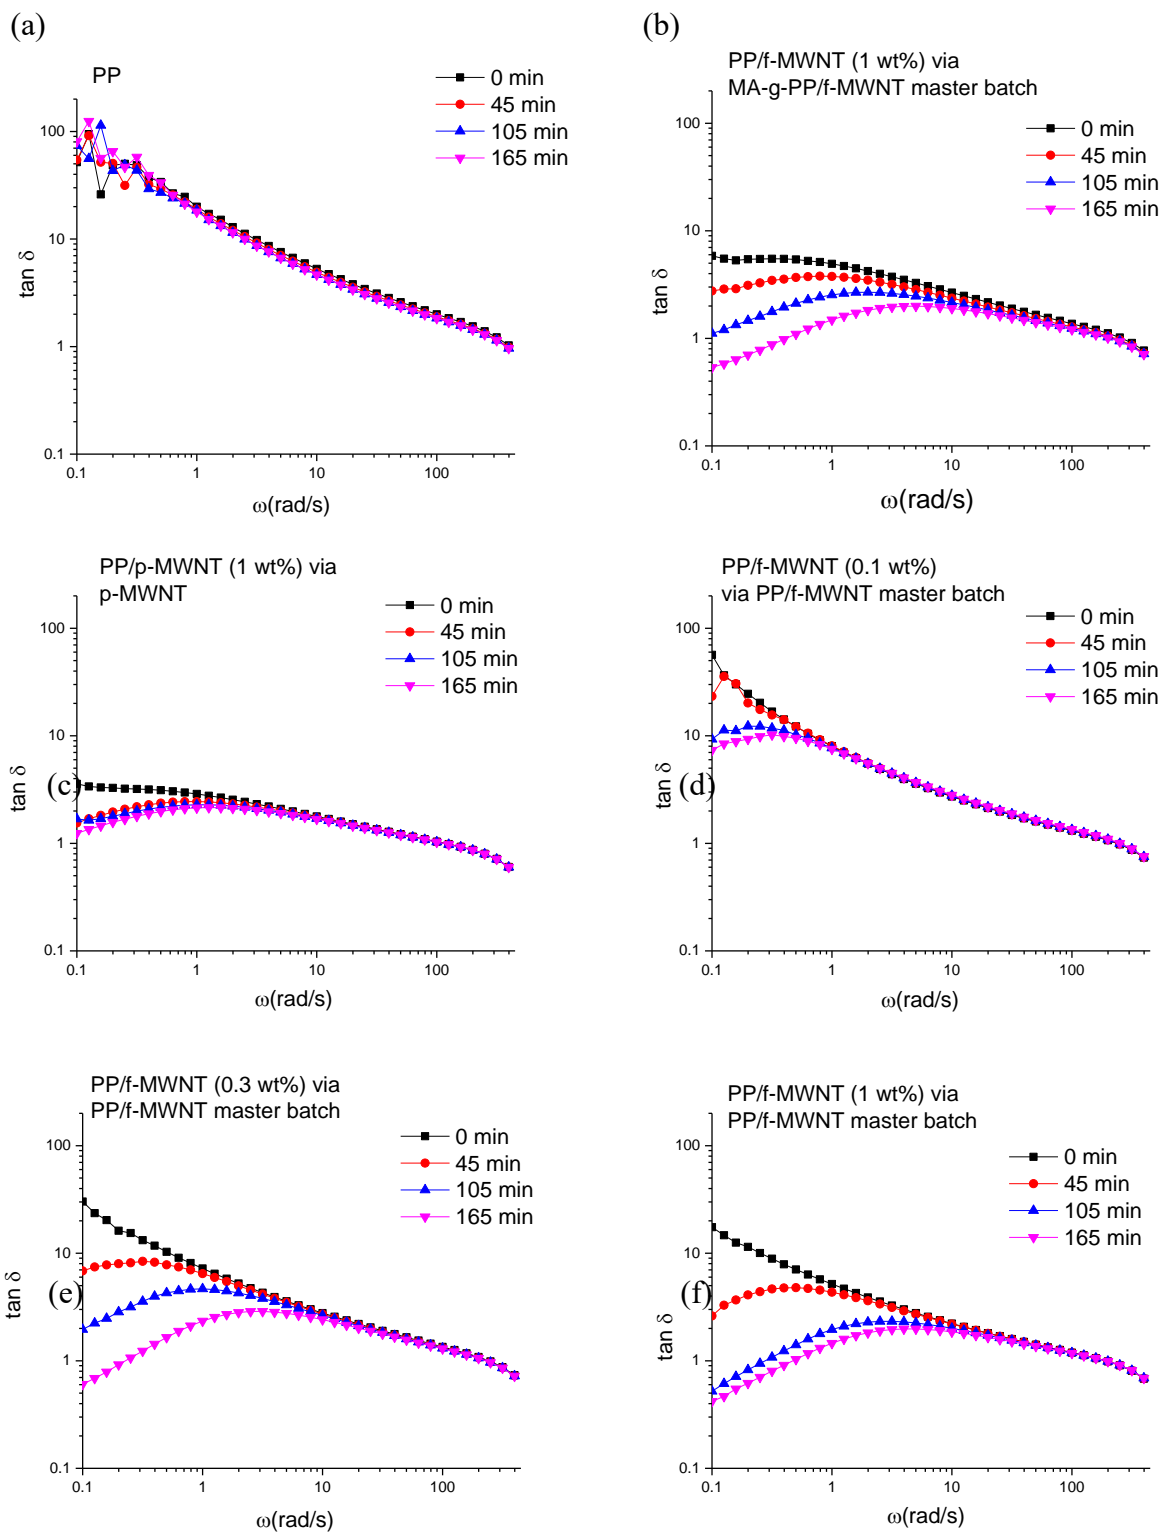 (a)
PP
0 min
45 min
105 min
165 min
100
10
1
0.1
0.1
1
10
100
tan δ
ω(rad/s)
(b)
PP/f-MWNT (1 wt%) via
MA-g-PP/f-MWNT master batch
0 min
45 min
105 min
165 min
100
10
1
0.1
0.1
1
10
100
tan δ
ω(rad/s)
PP/p-MWNT (1 wt%) via
p-MWNT
0 min
45 min
105 min
165 min
100
10
1
0.1
0.1
1
10
100
tan δ
(c)
ω(rad/s)
PP/f-MWNT (0.1 wt%)
via PP/f-MWNT master batch
0 min
45 min
105 min
165 min
100
10
1
0.1
0.1
1
10
100
tan δ
(d)
ω(rad/s)
PP/f-MWNT (0.3 wt%) via
PP/f-MWNT master batch
0 min
45 min
105 min
165 min
100
10
1
0.1
0.1
1
10
100
tan δ
(e)
ω(rad/s)
PP/f-MWNT (1 wt%) via
PP/f-MWNT master batch
0 min
45 min
105 min
165 min
100
10
1
0.1
0.1
1
10
100
tan δ
(f)
ω(rad/s)